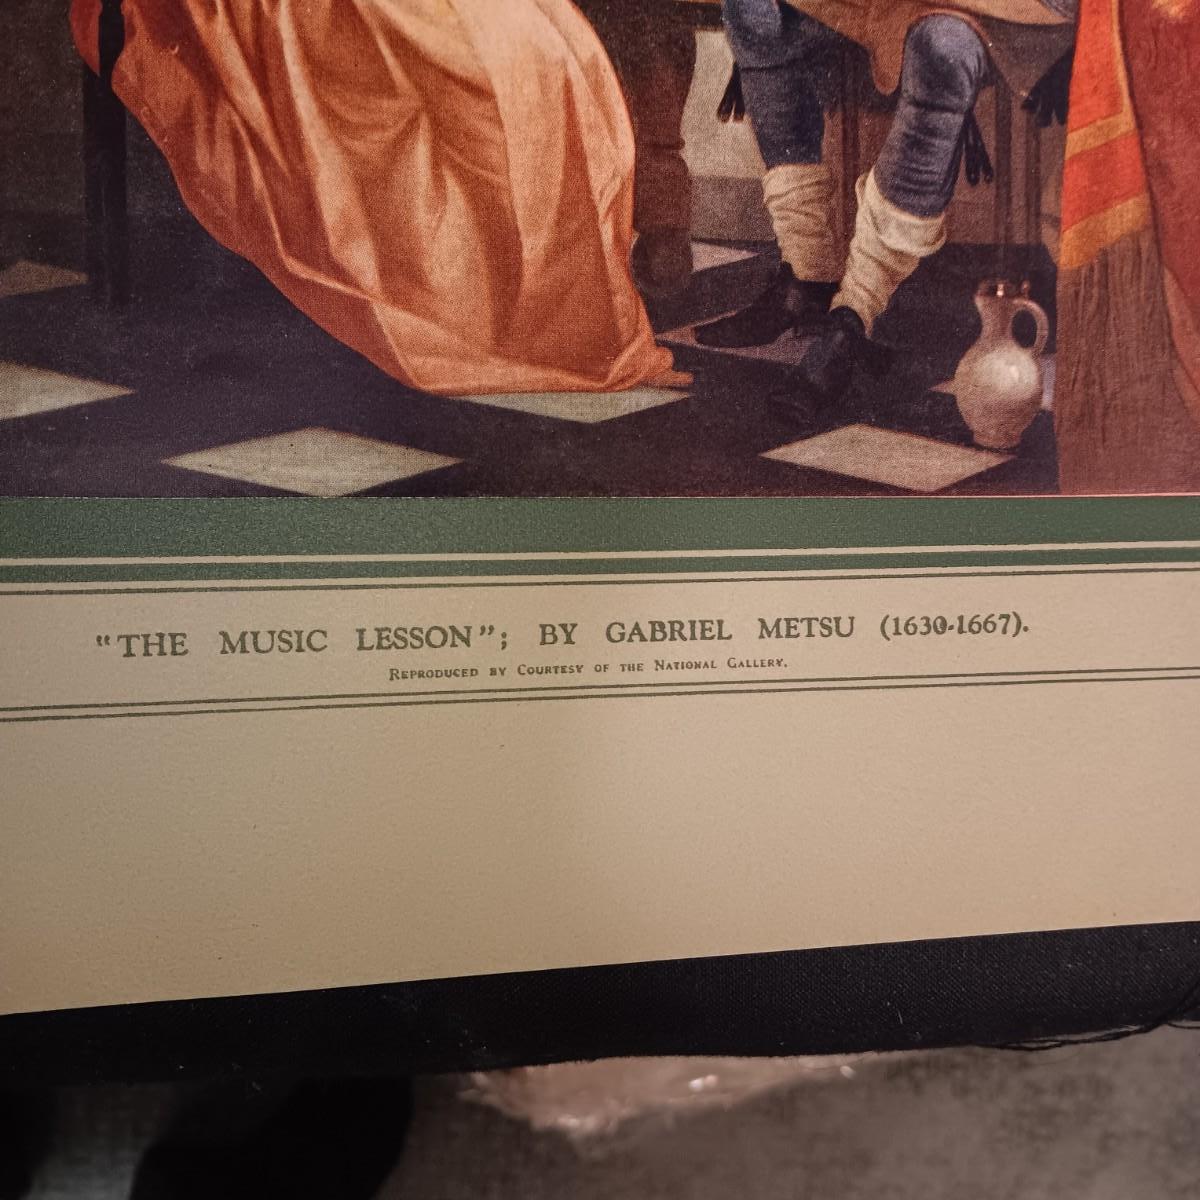 “THE MUSIC LESSON”; BY GABRIEL METSU (1630-1667).
REPRODUCED BY COURTESY OF THE NATIONAL GALLERY.